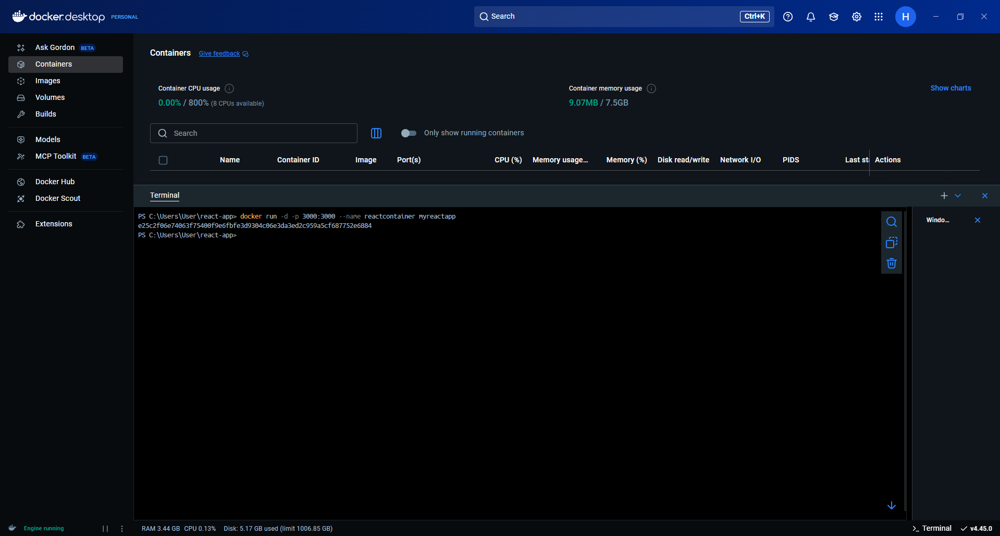 docker.desktop PERSONAL
Search Ctrl+K
H
Ask Gordon BETA
Containers
Images
Volumes
Builds
Models
MCP Toolkit BETA
Docker Hub
Docker Scout
Extensions
Containers Give feedback
Container CPU usage
0.00% / 800% (8 CPUs available)
Container memory usage
9.07MB / 7.5GB
Show charts
Search
Only show running containers
Name Container ID Image Port(s) CPU (%) Memory usage... Memory (%) Disk read/write Network I/O PIDS Last sta Actions
Terminal
PS C:\Users\User\react-app> docker run -d -p 3000:3000 --name reactcontainer myreactapp
e25c2f06e74063f75400f9e6fbfe3d9304c06e3da3ed2c959a5cf687752e6884
PS C:\Users\User\react-app>
Windo...
Engine running
RAM 3.44 GB CPU 0.13% Disk: 5.17 GB used (limit 1006.85 GB)
Terminal
v4.45.0